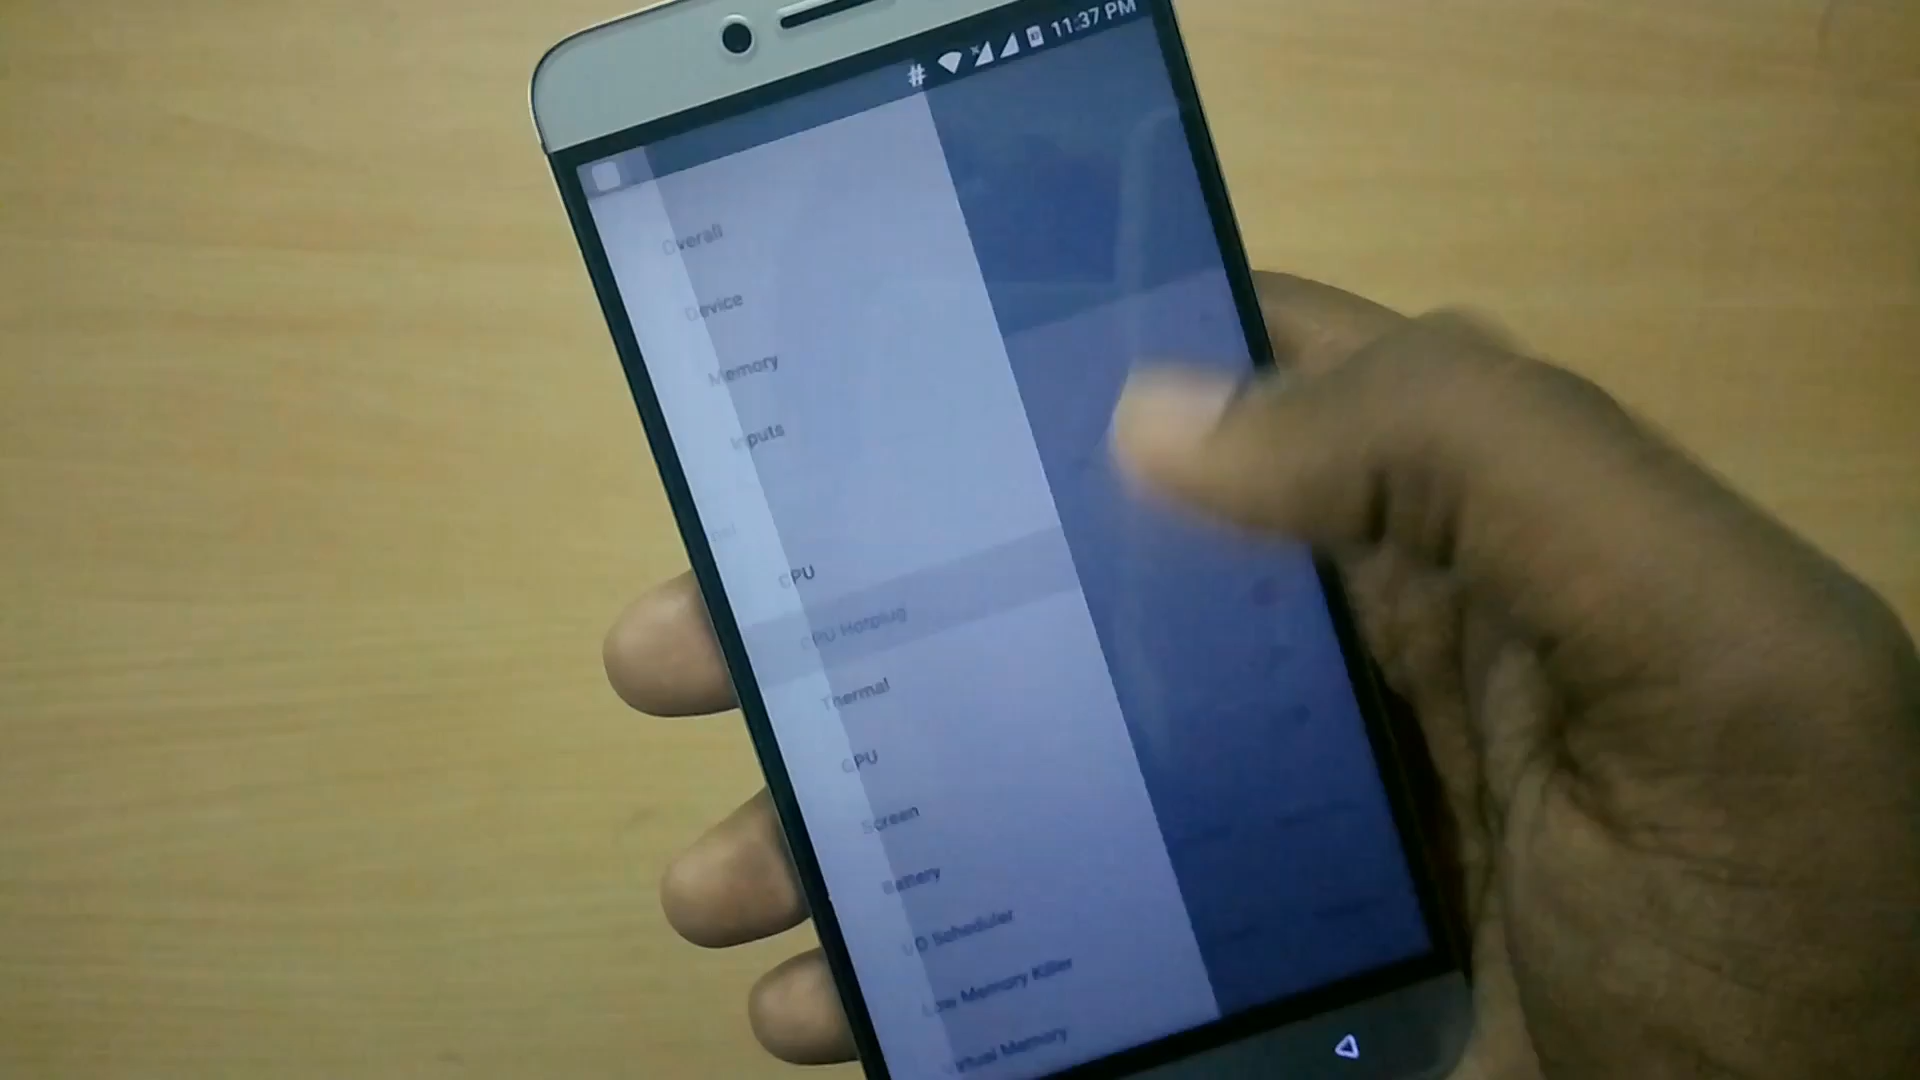 # 11:37 PM
Overall
Device
Memory
Inputs
CPU
CPU Hotplug
Thermal
GPU
Screen
Battery
I/O Scheduler
Low Memory Killer
Virtual Memory